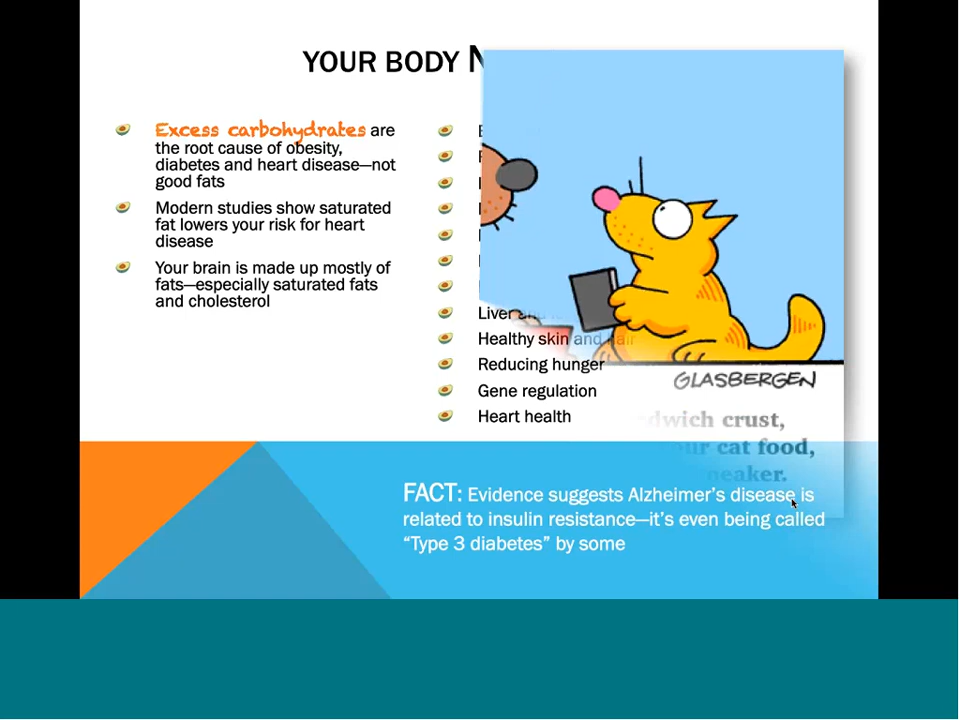 YOUR BODY
Excess carbohydrates are
the root cause of obesity,
diabetes and heart disease—not
good fats
Modern studies show saturated
fat lowers your risk for heart
disease
Your brain is made up mostly of
fats—especially saturated fats
and cholesterol
Liver and
Healthy skin and hair
Reducing hunger
Gene regulation
Heart health
GLASBERGEN
crust,
cat food,
FACT: Evidence suggests Alzheimer's disease is
related to insulin resistance—it's even being called
“Type 3 diabetes” by some